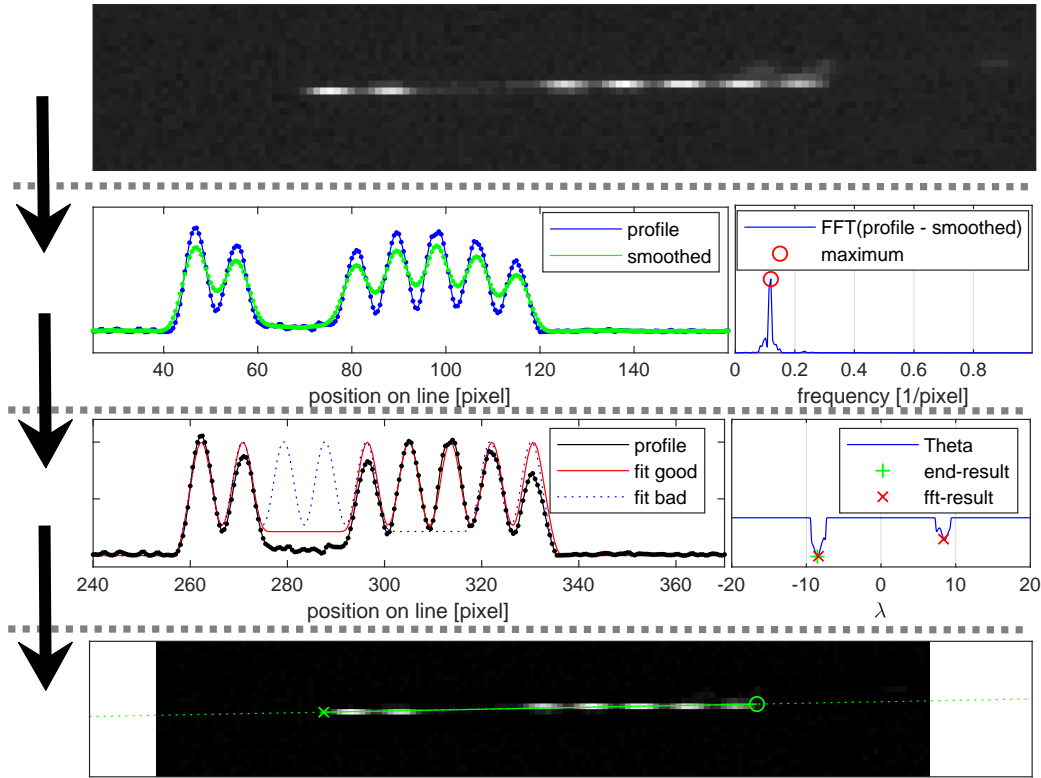 profile
smoothed
40 60 80 100 120 140
position on line [pixel]
FFT(profile - smoothed)
maximum
0 0.2 0.4 0.6 0.8
frequency [1/pixel]
profile
fit good
fit bad
240 260 280 300 320 340 360
position on line [pixel]
Theta
end-result
fft-result
-20 -10 0 10 20
λ